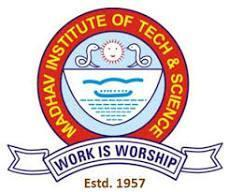 MADHAV INSTITUTE OF TECH & SCIENCE
WORK IS WORSHIP
Estd. 1957